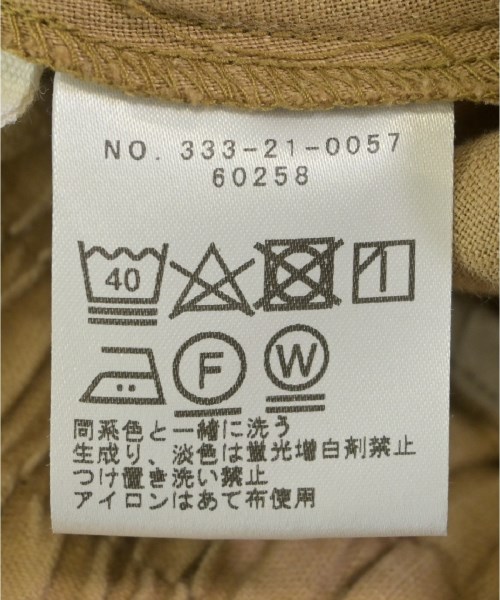 NO. 333-21-0057
60258
40
F W
同系色と一緒に洗う
生成り、淡色は蛍光増白剤禁止
つけ置き洗い禁止
アイロンはあて布使用